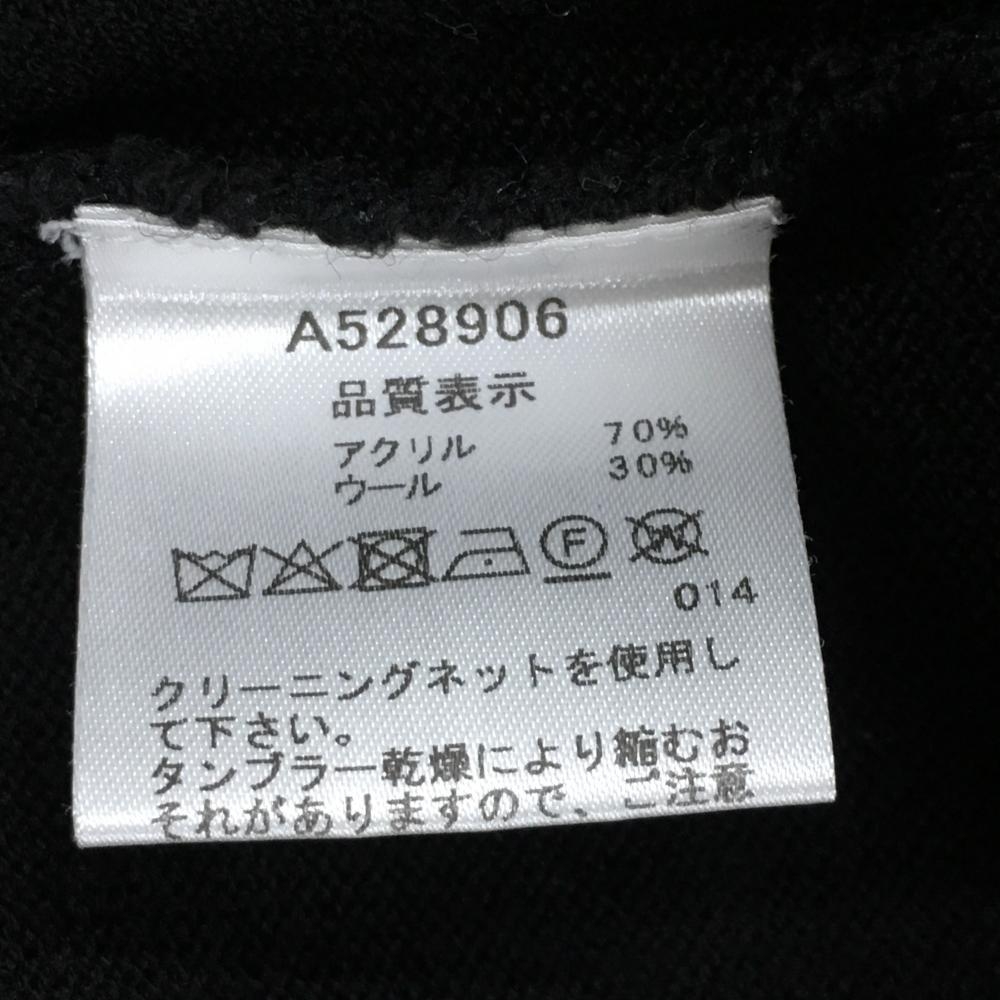 A528906
品質表示
アクリル 70%
ウール 30%
F W
014
クリーニングネットを使用し
て下さい。
タンブラー乾燥により縮むお
それがありますので、ご注意